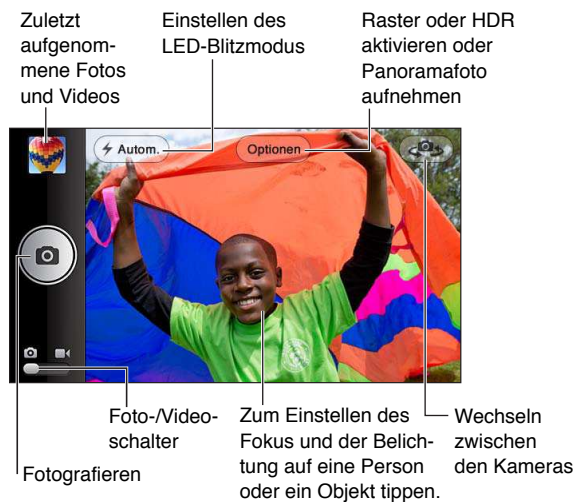 Zuletzt
aufgenom-
mene Fotos
und Videos
Einstellen des
LED-Blitzmodus
Raster oder HDR
aktivieren oder
Panoramafoto
aufnehmen
Autom.
Optionen
Foto-/Video-
schalter
Fotografieren
Zum Einstellen des
Fokus und der Belich-
tung auf eine Person
oder ein Objekt tippen.
Wechseln
zwischen
den Kameras